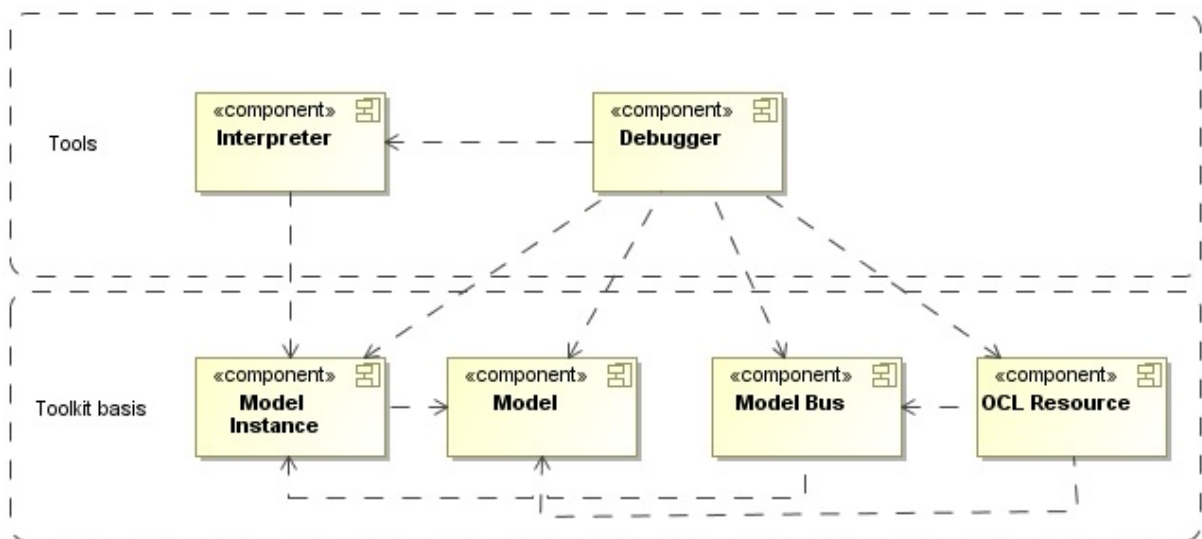 «component»
Interpreter
«component»
Debugger
Tools
«component»
Model
Instance
«component»
Model
«component»
Model Bus
«component»
OCL Resource
Toolkit basis